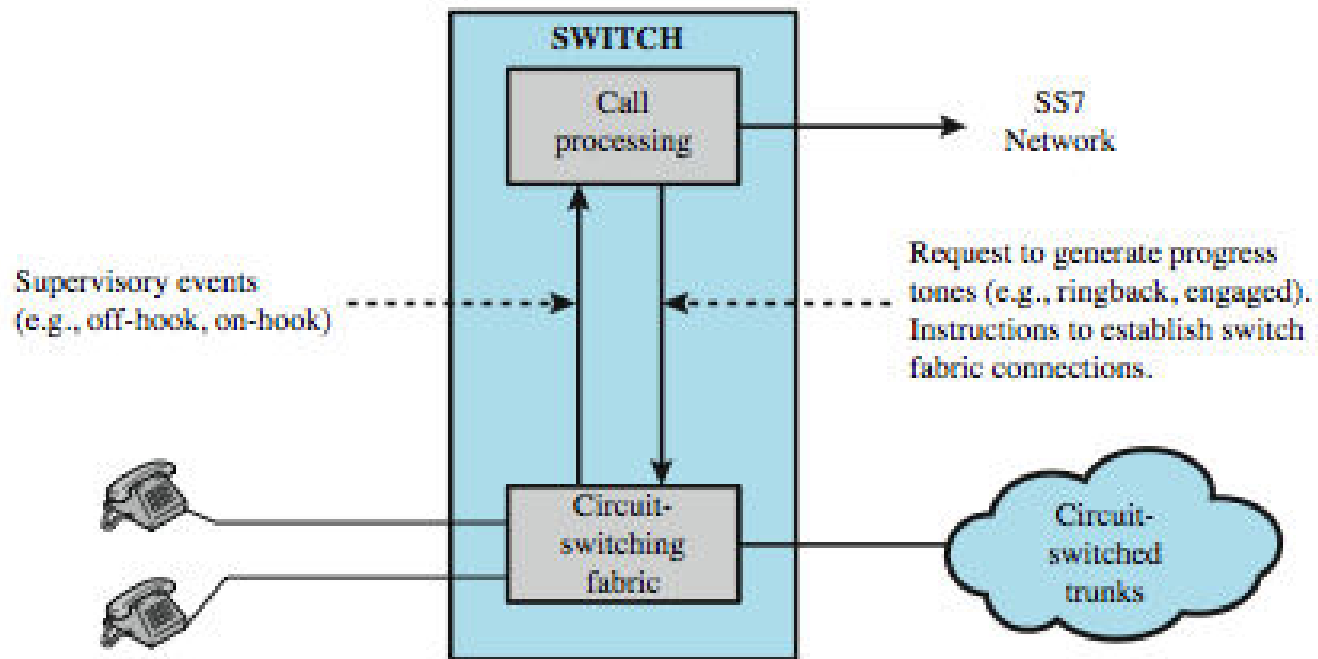 SWITCH
Call
processing
SS7
Network
Supervisory events
(e.g., off-hook, on-hook)
Request to generate progress
tones (e.g., ringback, engaged).
Instructions to establish switch
fabric connections.
Circuit-
switching
fabric
Circuit-
switched
trunks